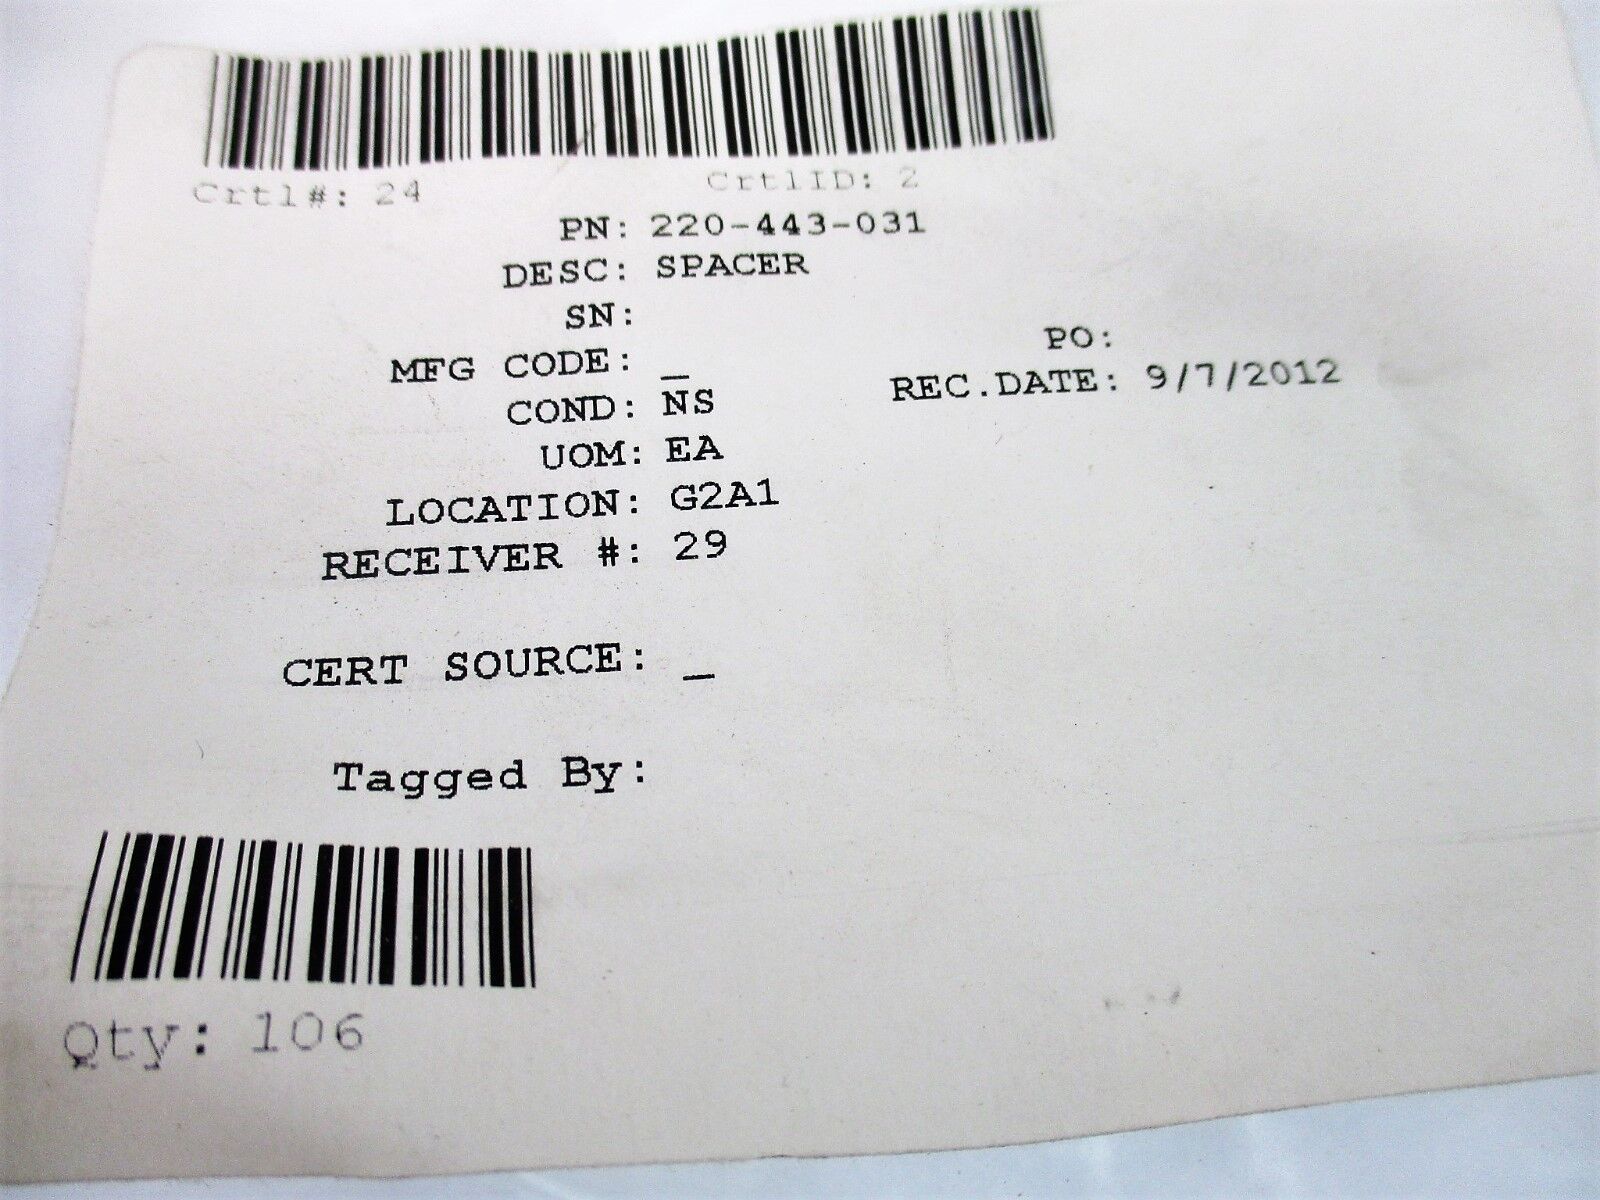 Crtl#: 24 CrtlID: 2
PN: 220-443-031
DESC: SPACER
SN:
MFG CODE: _ PO:
COND: NS REC.DATE: 9/7/2012
UOM: EA
LOCATION: G2A1
RECEIVER #: 29
CERT SOURCE: _
Tagged By:
Qty: 106